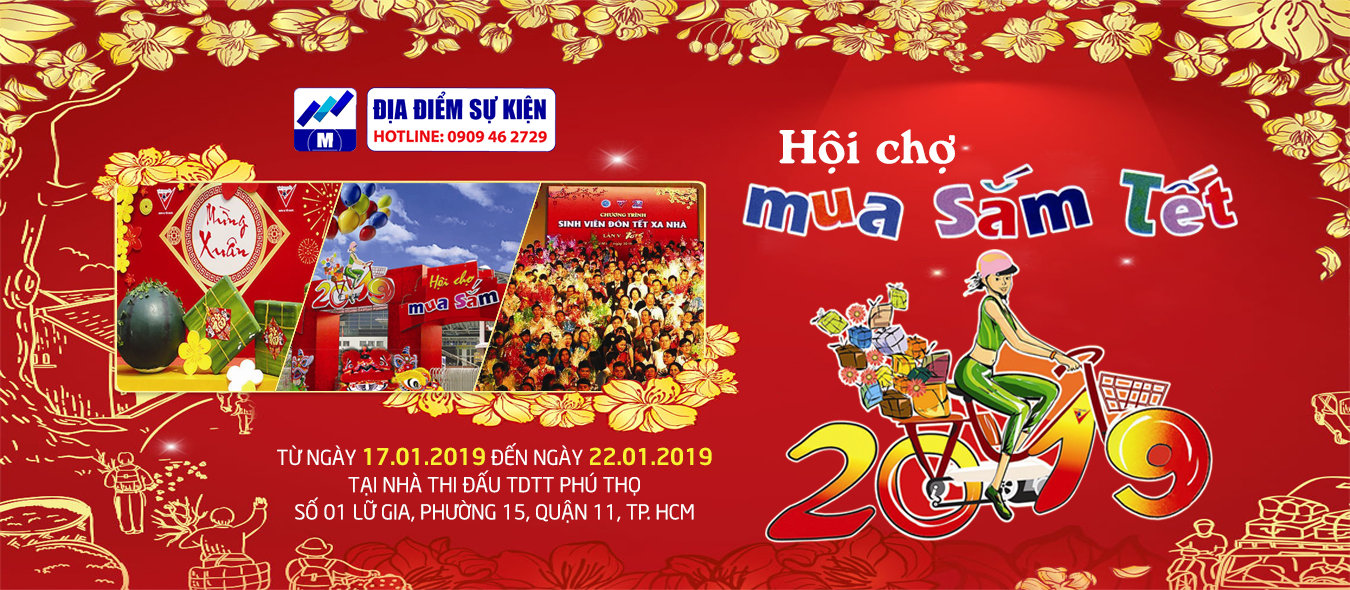 M
ĐỊA ĐIỂM SỰ KIỆN
HOTLINE: 0909 46 2729
Hội chợ
mua Sắm Tết
Mừng
Xuân
2019
Hội chợ
mua Sắm
CHƯƠNG TRÌNH
SINH VIÊN ĐÓN TẾT XA NHÀ
LẦN V
2019
TỪ NGÀY 17.01.2019 ĐẾN NGÀY 22.01.2019
TẠI NHÀ THI ĐẤU TDTT PHÚ THỌ
SỐ 01 LỮ GIA, PHƯỜNG 15, QUẬN 11, TP. HCM